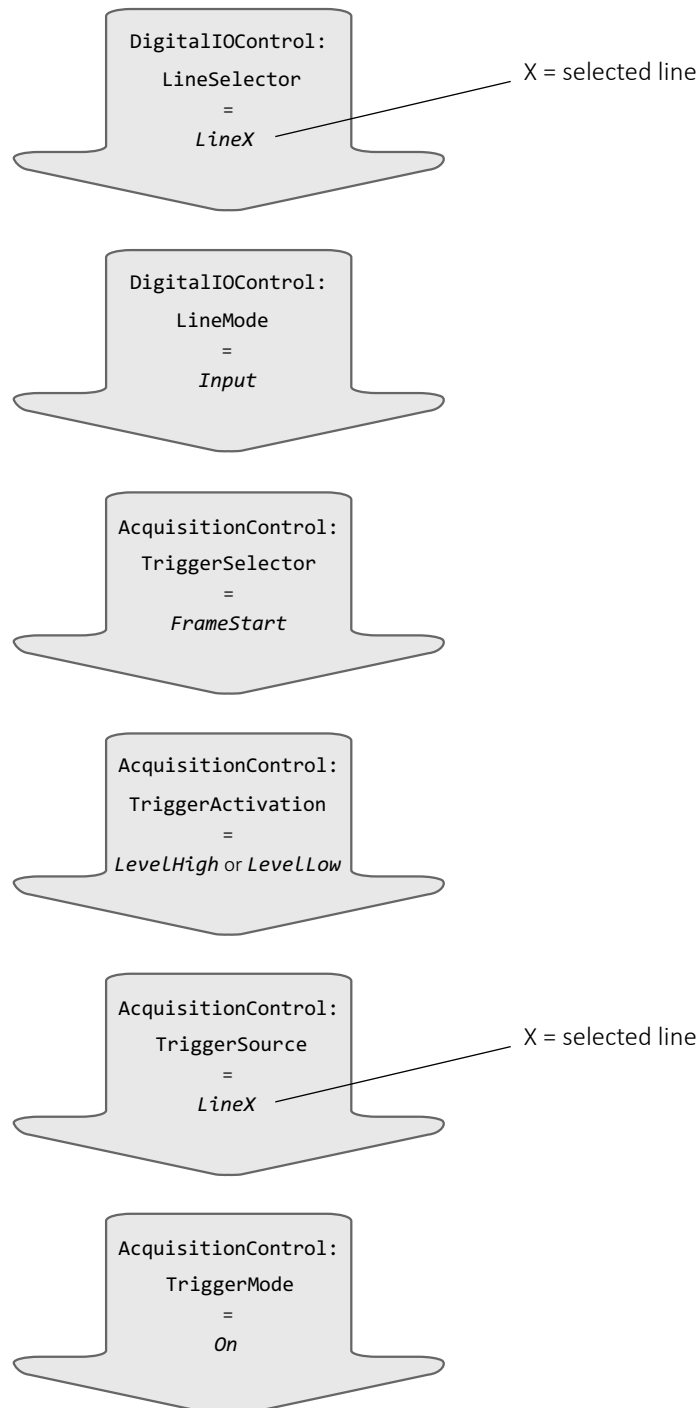 DigitalIOControl:
LineSelector
=
LineX
X = selected line
DigitalIOControl:
LineMode
=
Input
AcquisitionControl:
TriggerSelector
=
FrameStart
AcquisitionControl:
TriggerActivation
=
LevelHigh or LevelLow
AcquisitionControl:
TriggerSource
=
LineX
X = selected line
AcquisitionControl:
TriggerMode
=
On